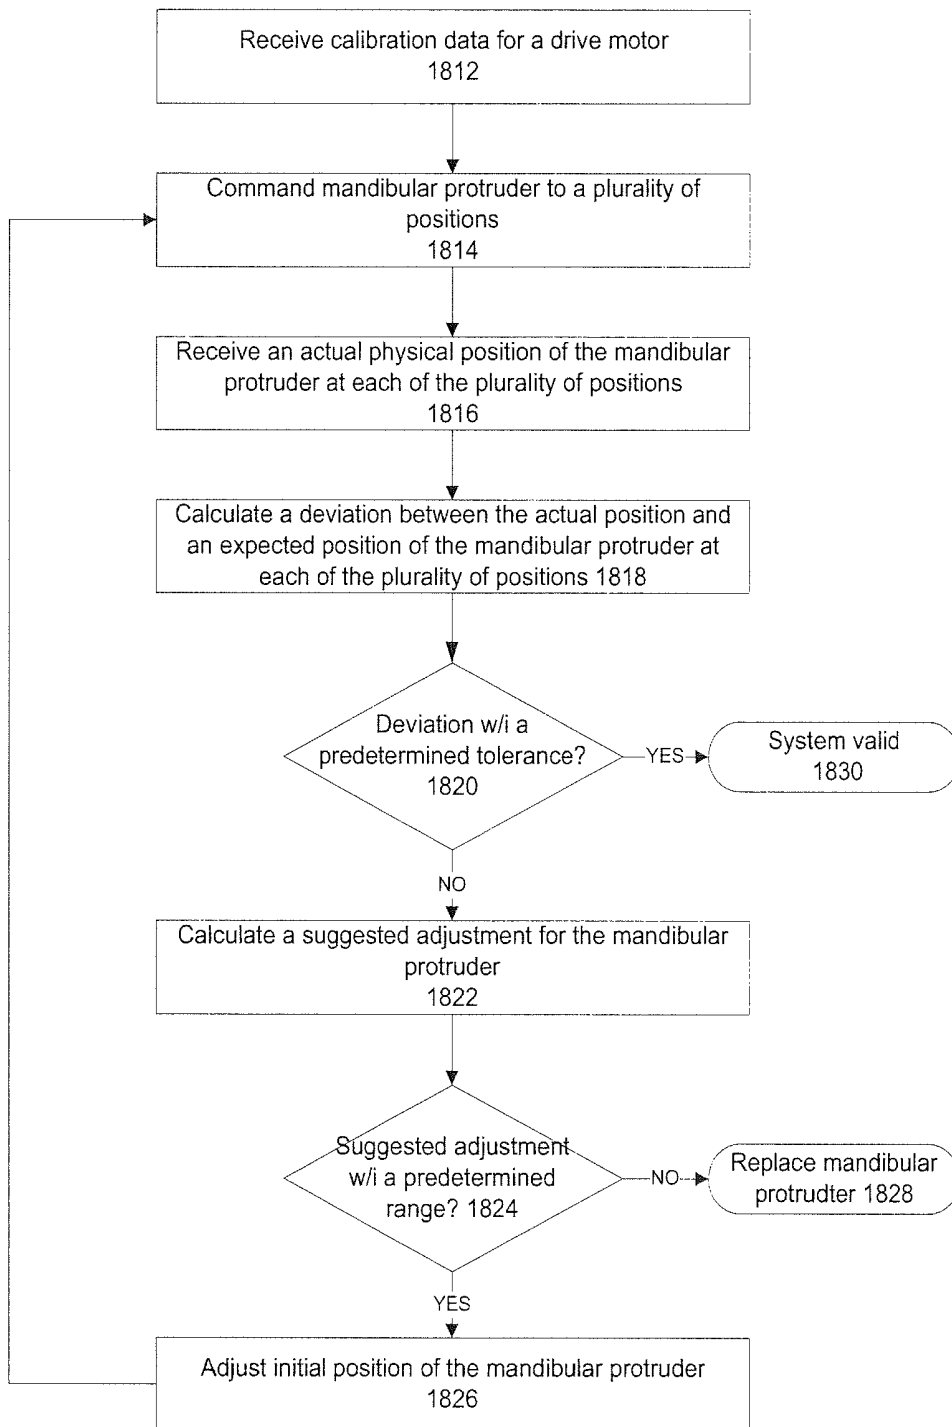 Receive calibration data for a drive motor
1812
Command mandibular protruder to a plurality of
positions
1814
Receive an actual physical position of the mandibular
protruder at each of the plurality of positions
1816
Calculate a deviation between the actual position and
an expected position of the mandibular protruder at
each of the plurality of positions 1818
Deviation w/i a
predetermined tolerance?
1820
YES
System valid
1830
NO
Calculate a suggested adjustment for the mandibular
protruder
1822
Suggested adjustment
w/i a predetermined
range? 1824
NO
Replace mandibular
protrudter 1828
YES
Adjust initial position of the mandibular protruder
1826